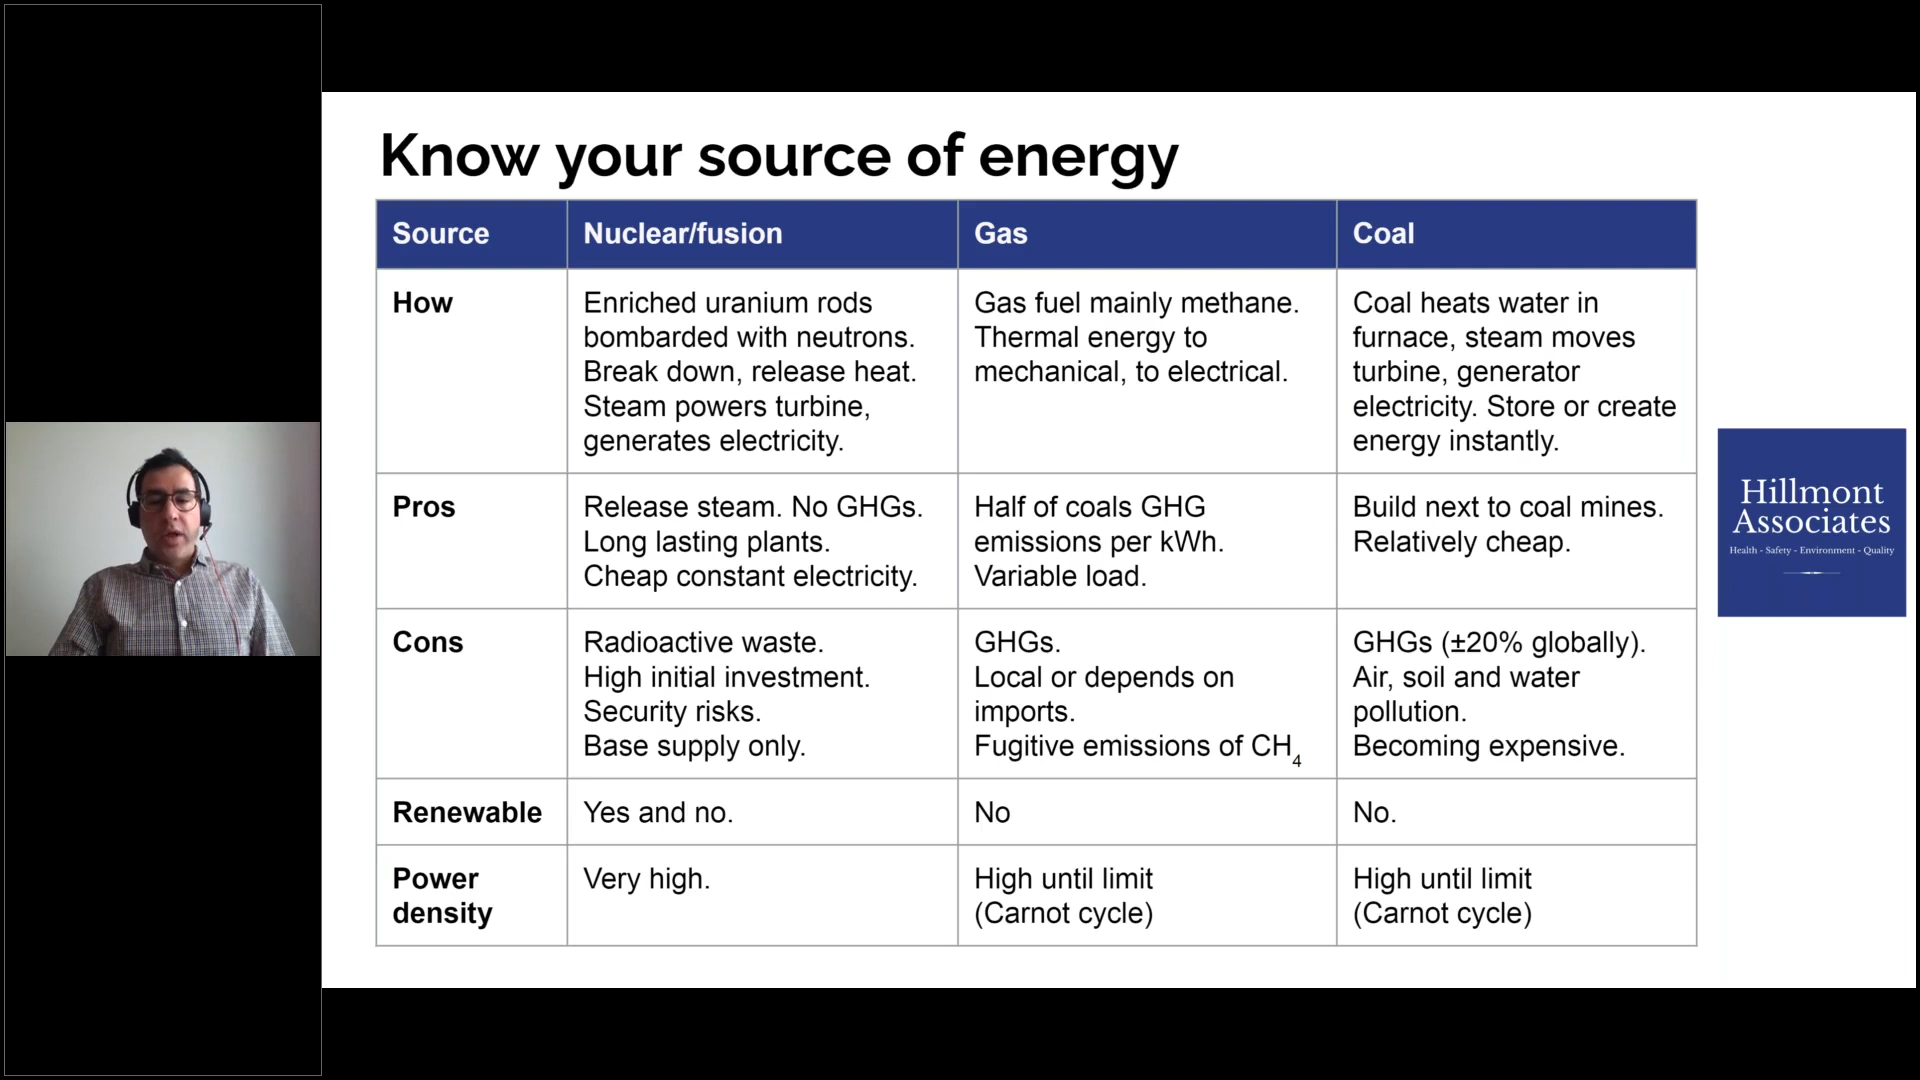 Know your source of energy
Source
Nuclear/fusion
Gas
Coal
How
Enriched uranium rods
bombarded with neutrons.
Break down, release heat.
Steam powers turbine,
generates electricity.
Gas fuel mainly methane.
Thermal energy to
mechanical, to electrical.
Coal heats water in
furnace, steam moves
turbine, generator
electricity. Store or create
energy instantly.
Pros
Release steam. No GHGs.
Long lasting plants.
Cheap constant electricity.
Half of coals GHG
emissions per kWh.
Variable load.
Build next to coal mines.
Relatively cheap.
Cons
Radioactive waste.
High initial investment.
Security risks.
Base supply only.
GHGs.
Local or depends on
imports.
Fugitive emissions of CH4
GHGs (±20% globally).
Air, soil and water
pollution.
Becoming expensive.
Renewable
Yes and no.
No
No.
Power
density
Very high.
High until limit
(Carnot cycle)
High until limit
(Carnot cycle)
Hillmont
Associates
Health - Safety - Environment - Quality